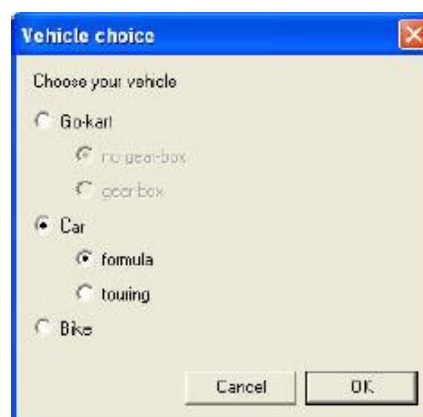 Vehicle choice
Choose your vehicle
Go-kart
no gear-box
gear-box
Car
formula
touring
Bike
Cancel
OK